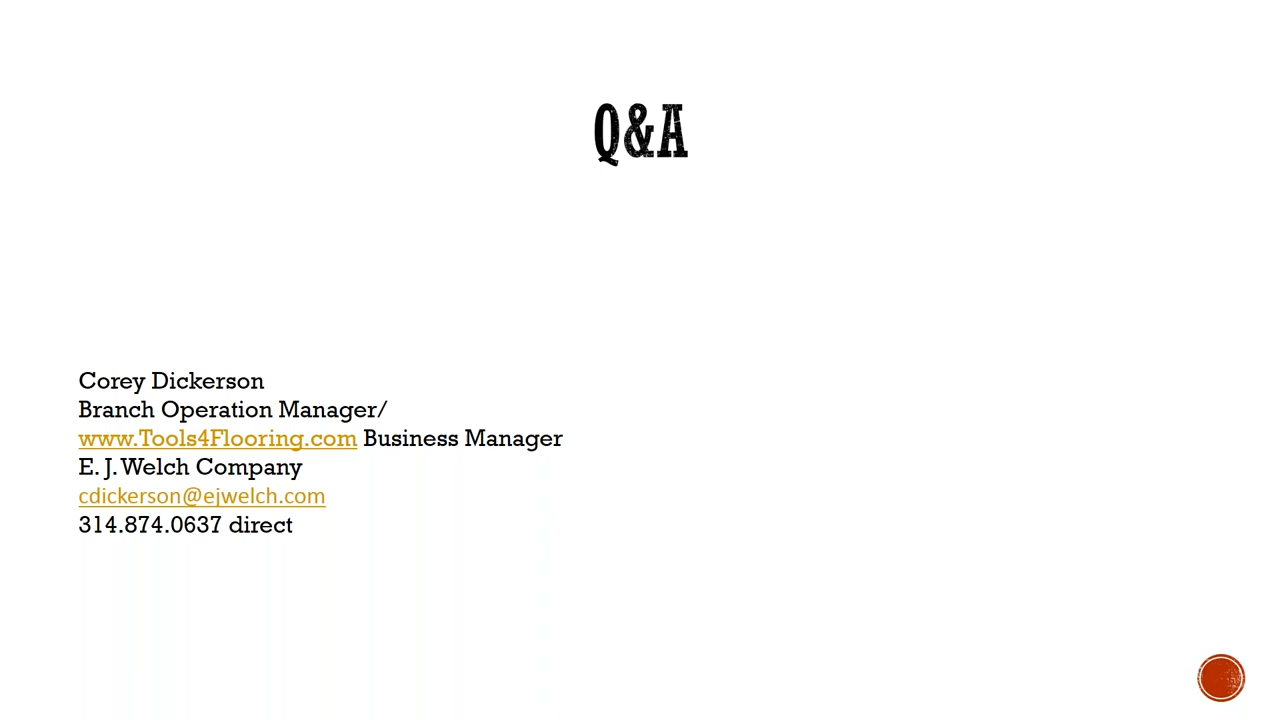 Q&A
Corey Dickerson
Branch Operation Manager/
www.Tools4Flooring.com Business Manager
E. J. Welch Company
cdickerson@ejwelch.com
314.874.0637 direct